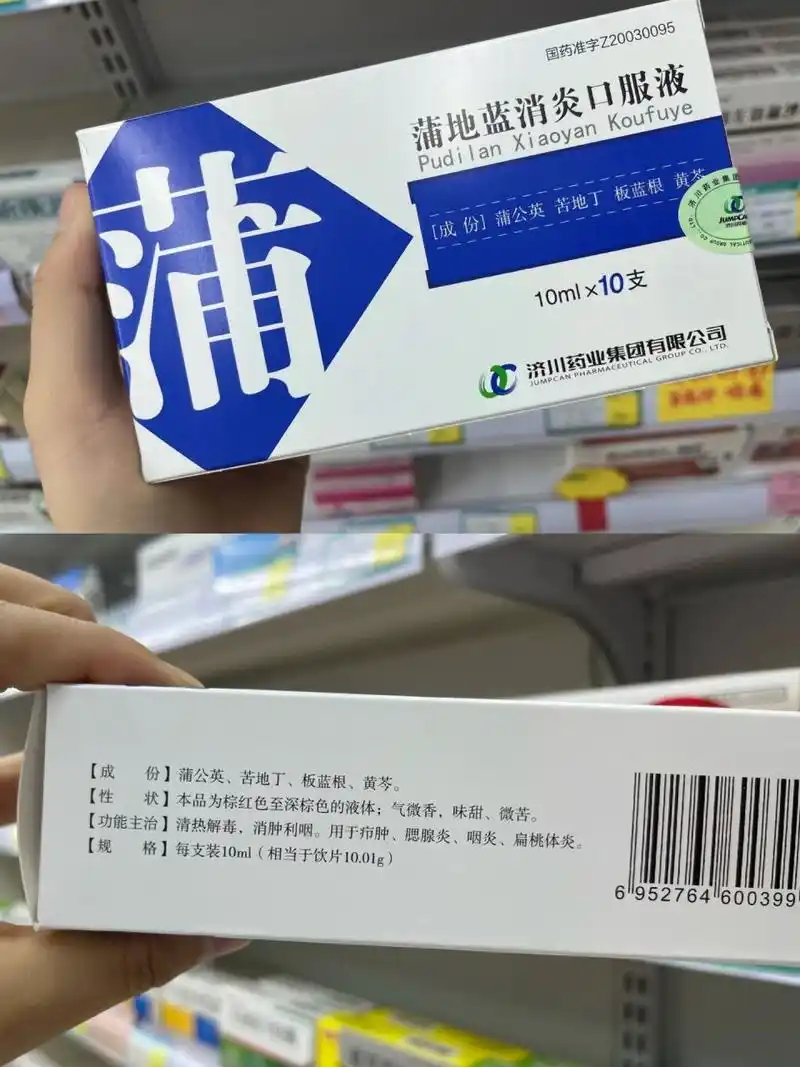 国药准字Z20030095
蒲地蓝消炎口服液
Pudilan Xiaoyan Koufuye
蒲
[成 份] 蒲公英 苦地丁 板蓝根 黄芩
JUMPCAN
10ml×10支
济川药业集团有限公司
JUMPCAN PHARMACEUTICAL GROUP CO., LTD.
【成 份】蒲公英、苦地丁、板蓝根、黄芩。
【性 状】本品为棕红色至深棕色的液体；气微香，味甜、微苦。
【功能主治】清热解毒，消肿利咽。用于疖肿、腮腺炎、咽炎、扁桃体炎。
【规 格】每支装10ml（相当于饮片10.01g）
6 952764 600399